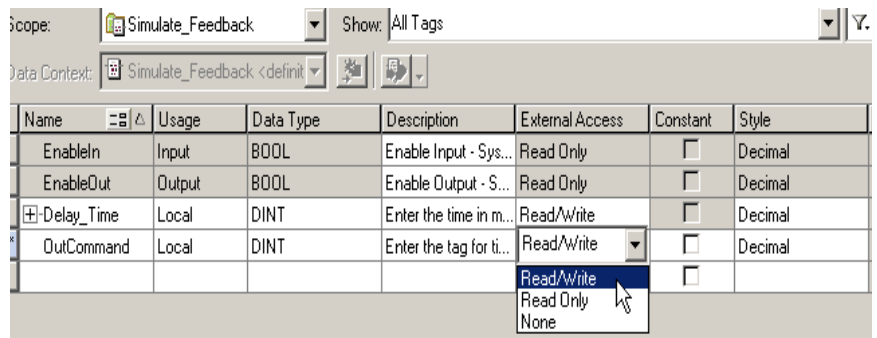 Scope: Simulate_Feedback Show: All Tags
Data Context: Simulate_Feedback <definit
Name Usage Data Type Description External Access Constant Style
EnableIn Input BOOL Enable Input - Sys... Read Only Decimal
EnableOut Output BOOL Enable Output - S... Read Only Decimal
Delay_Time Local DINT Enter the time in m... Read/Write Decimal
OutCommand Local DINT Enter the tag for ti... Read/Write Decimal
Read/Write
Read Only
None